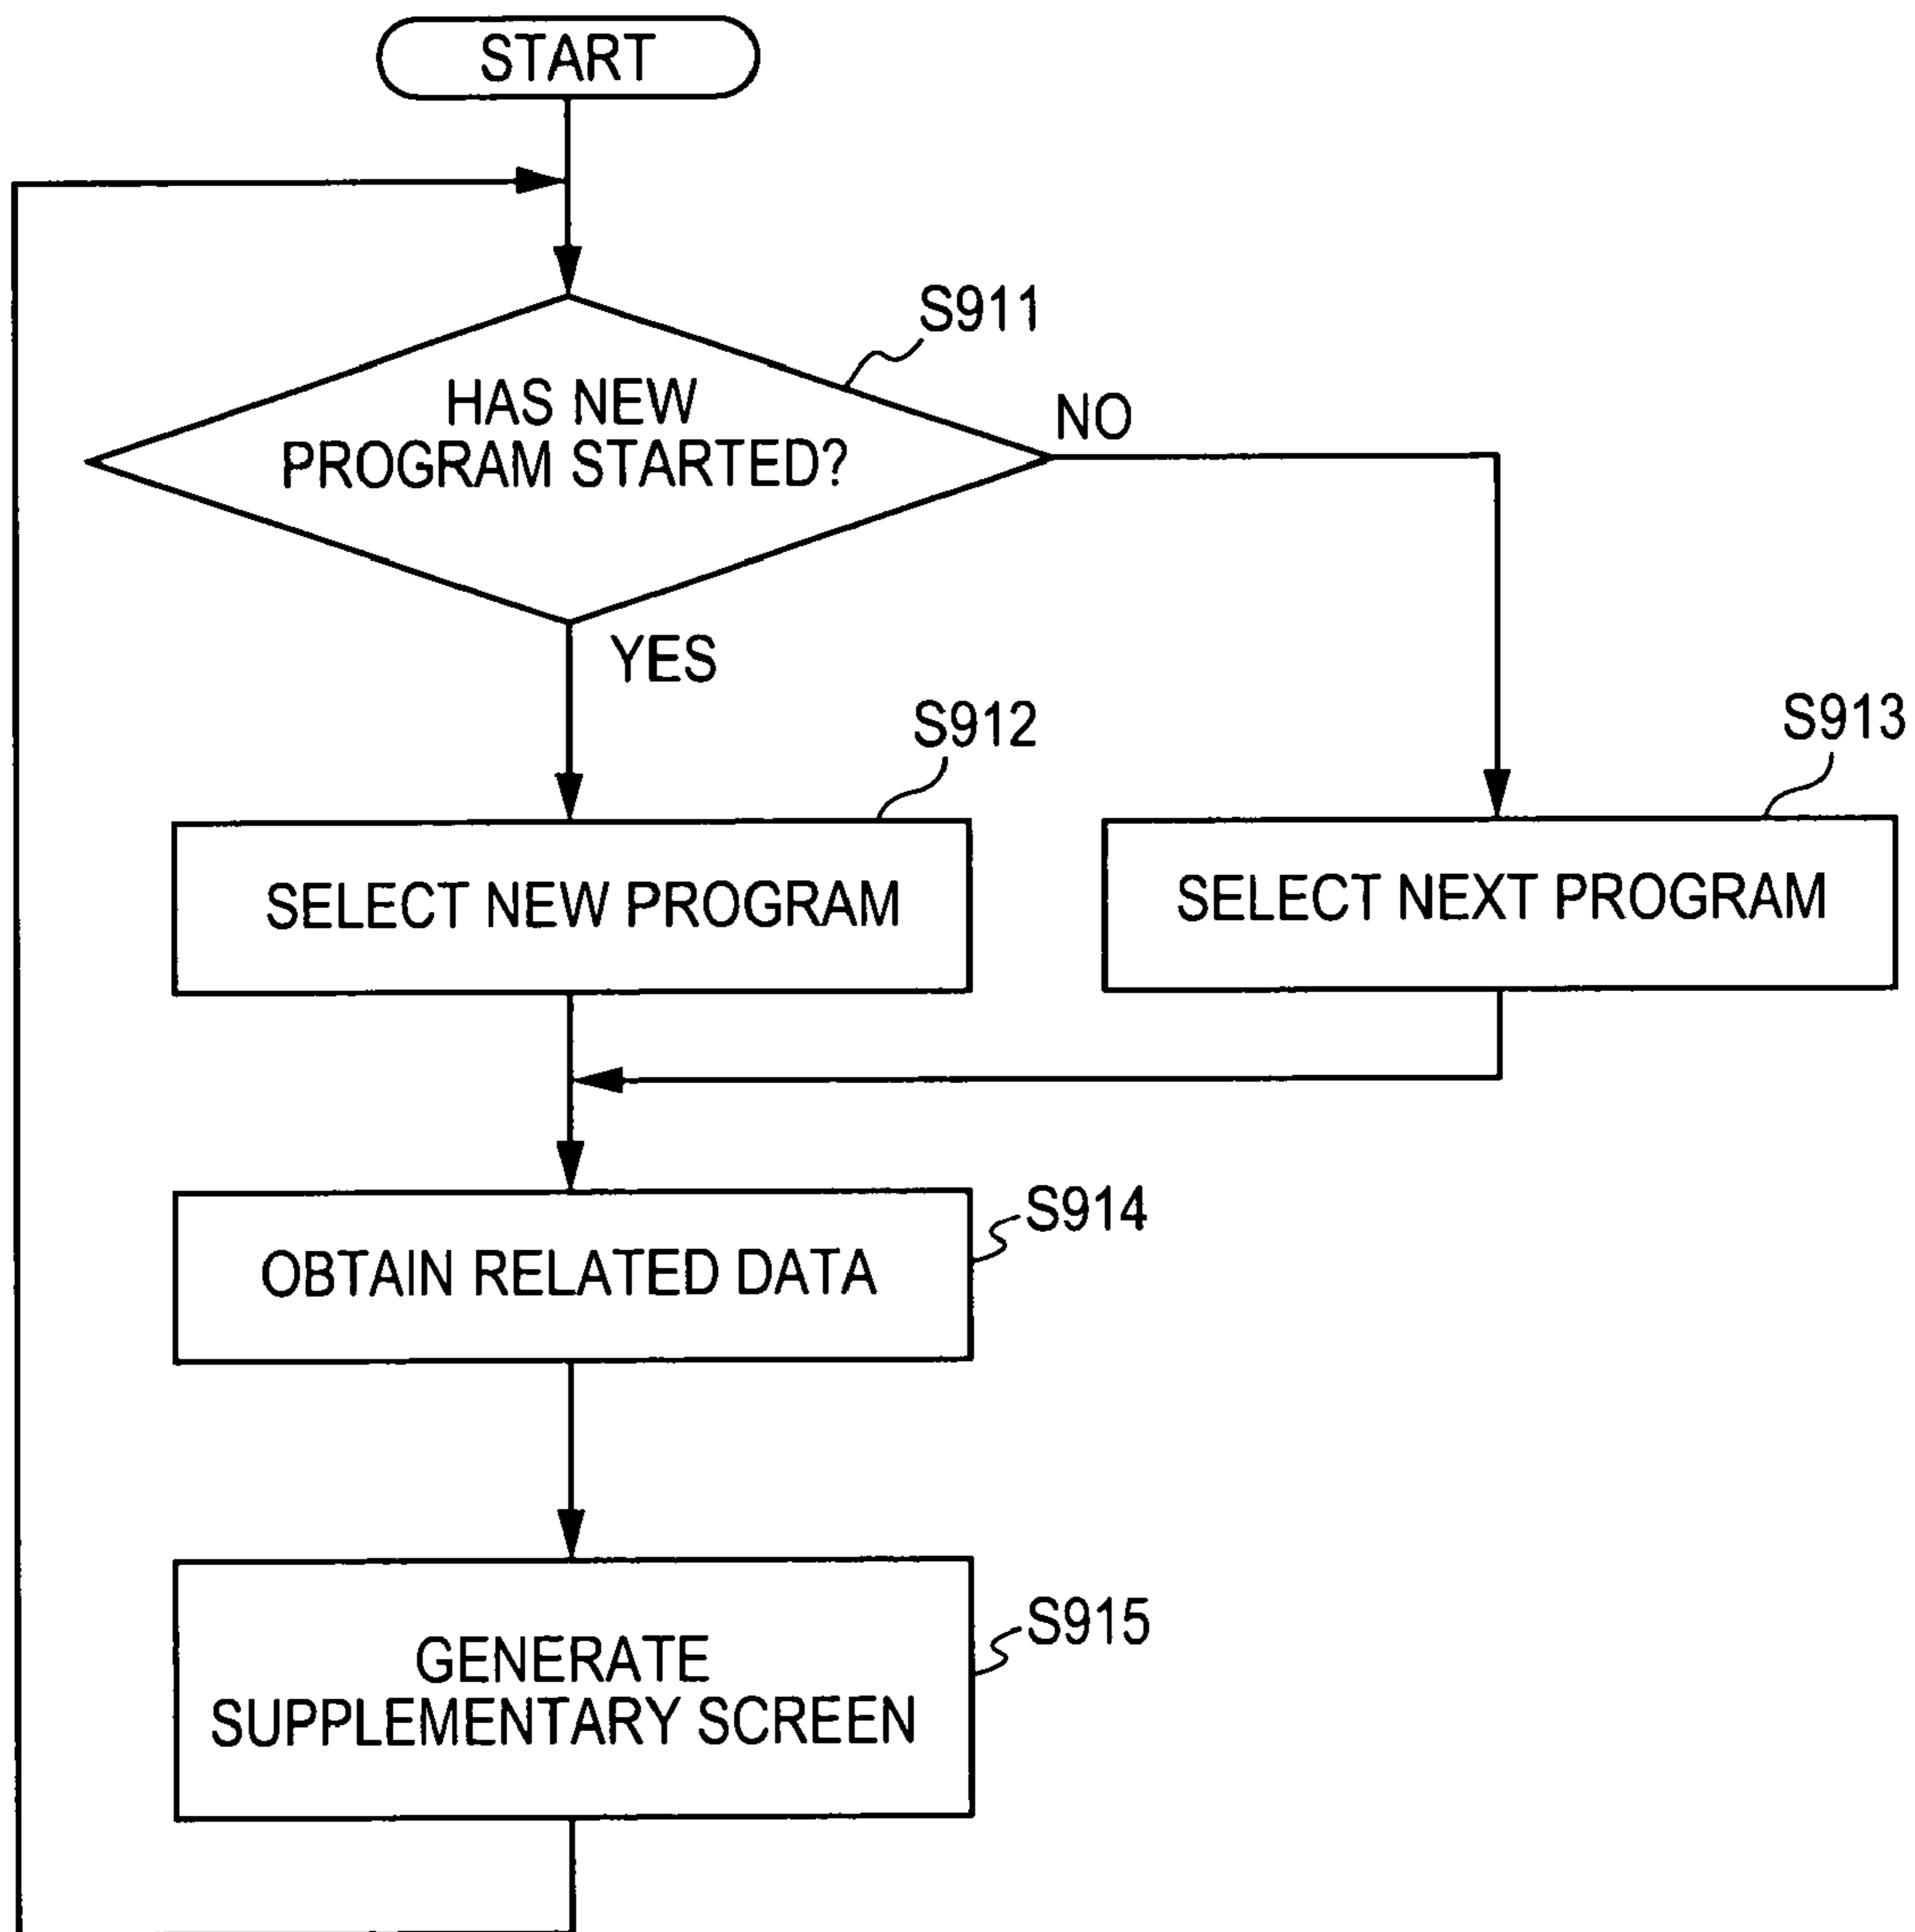 START
S911
HAS NEW
PROGRAM STARTED?
NO
YES
S912
S913
SELECT NEW PROGRAM
SELECT NEXT PROGRAM
S914
OBTAIN RELATED DATA
S915
GENERATE
SUPPLEMENTARY SCREEN